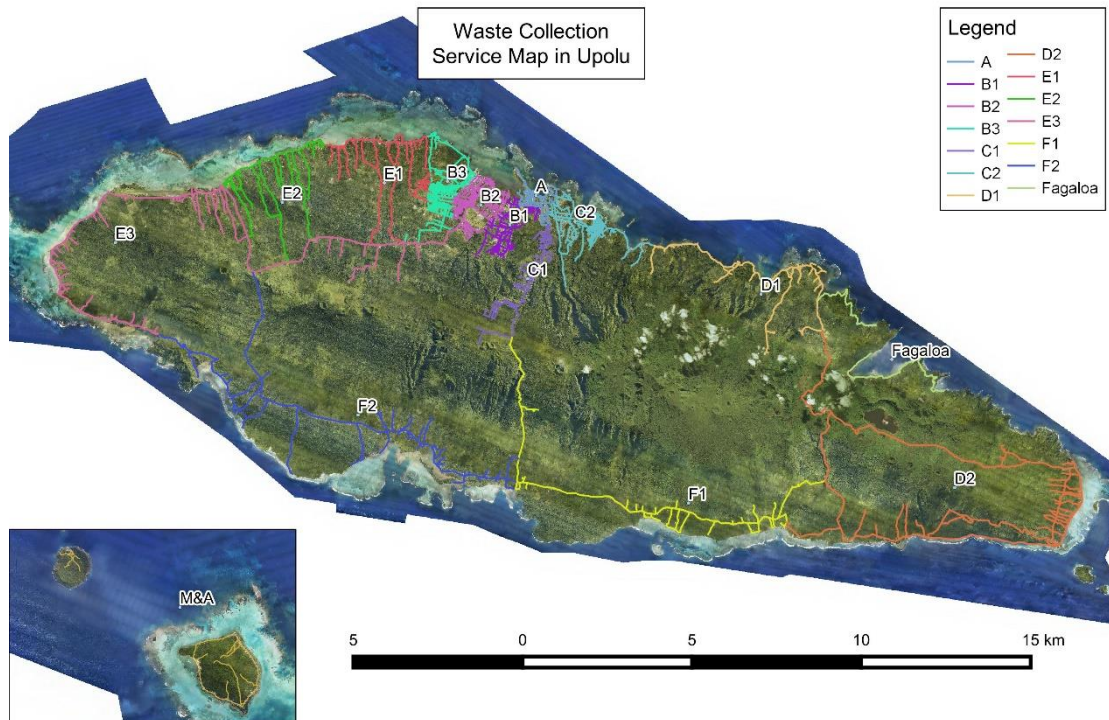 Waste Collection
Service Map in Upolu
Legend
A
B1
B2
B3
C1
C2
D1
D2
E1
E2
E3
F1
F2
Fagaloa
B3
E1
A
B2
E2
B1
C2
E3
C1
D1
Fagaloa
F2
D2
F1
M&A
5 0 5 10 15 km